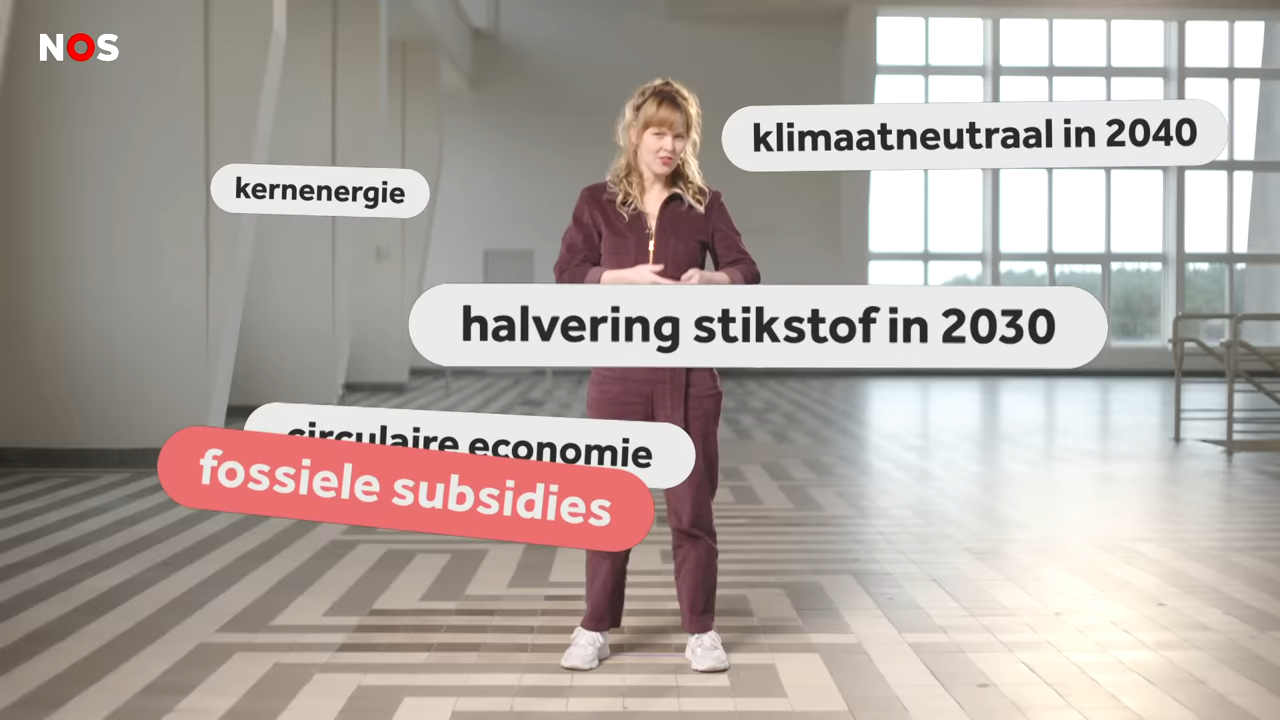 NOS
klimaatneutraal in 2040
kernenergie
halvering stikstof in 2030
circulaire economie
fossiele subsidies